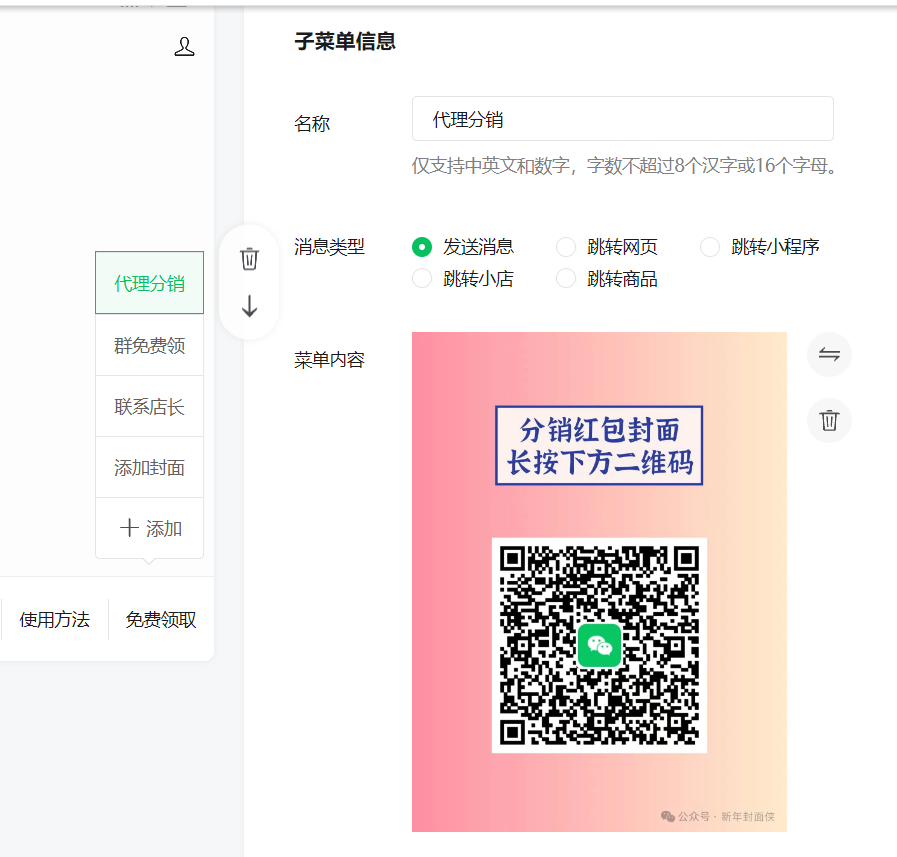 子菜单信息
名称
代理分销
仅支持中英文和数字，字数不超过8个汉字或16个字母。
消息类型
发送消息 跳转网页 跳转小程序
跳转小店 跳转商品
代理分销
群免费领
联系店长
添加封面
添加
使用方法 免费领取
菜单内容
分销红包封面
长按下方二维码
公众号 · 新年封面侠